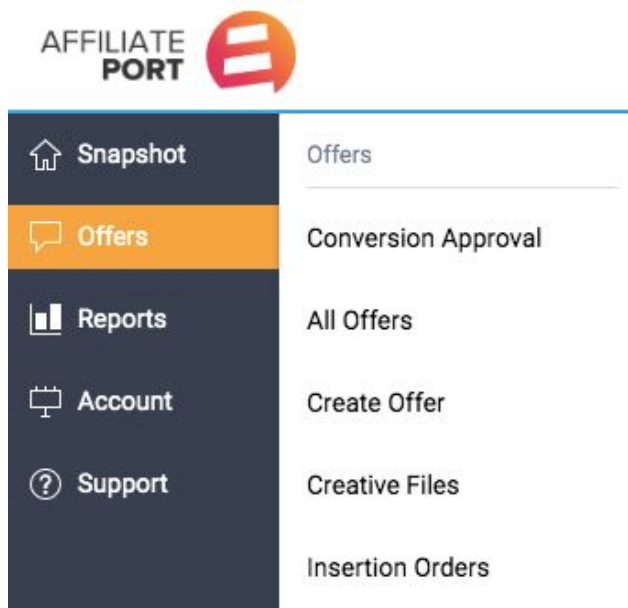 AFFILIATE
PORT
Snapshot
Offers
Reports
Account
Support
Offers
Conversion Approval
All Offers
Create Offer
Creative Files
Insertion Orders